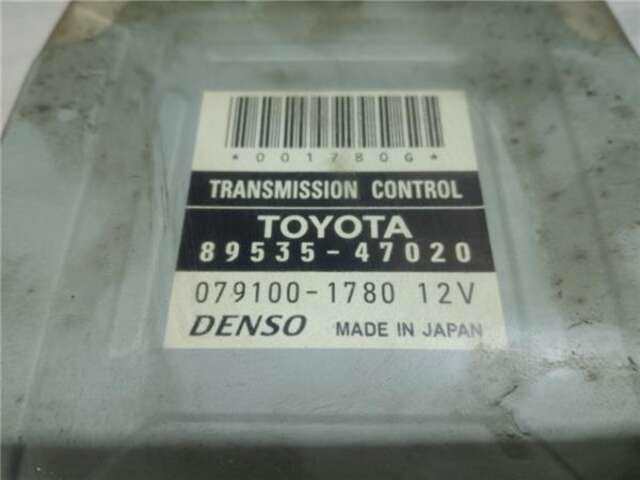 *001780G*
TRANSMISSION CONTROL
TOYOTA
89535-47020
079100-1780 12V
DENSO MADE IN JAPAN